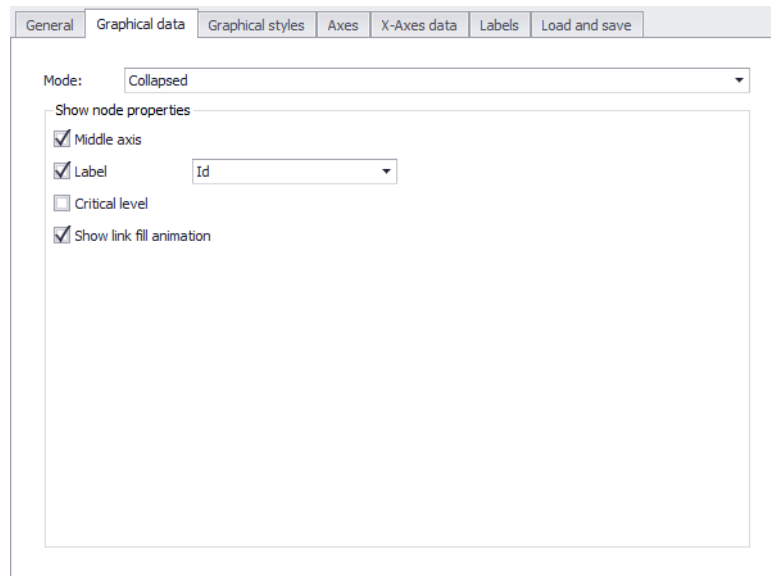 General Graphical data Graphical styles Axes X-Axes data Labels Load and save
Mode: Collapsed
Show node properties
Middle axis
Label Id
Critical level
Show link fill animation